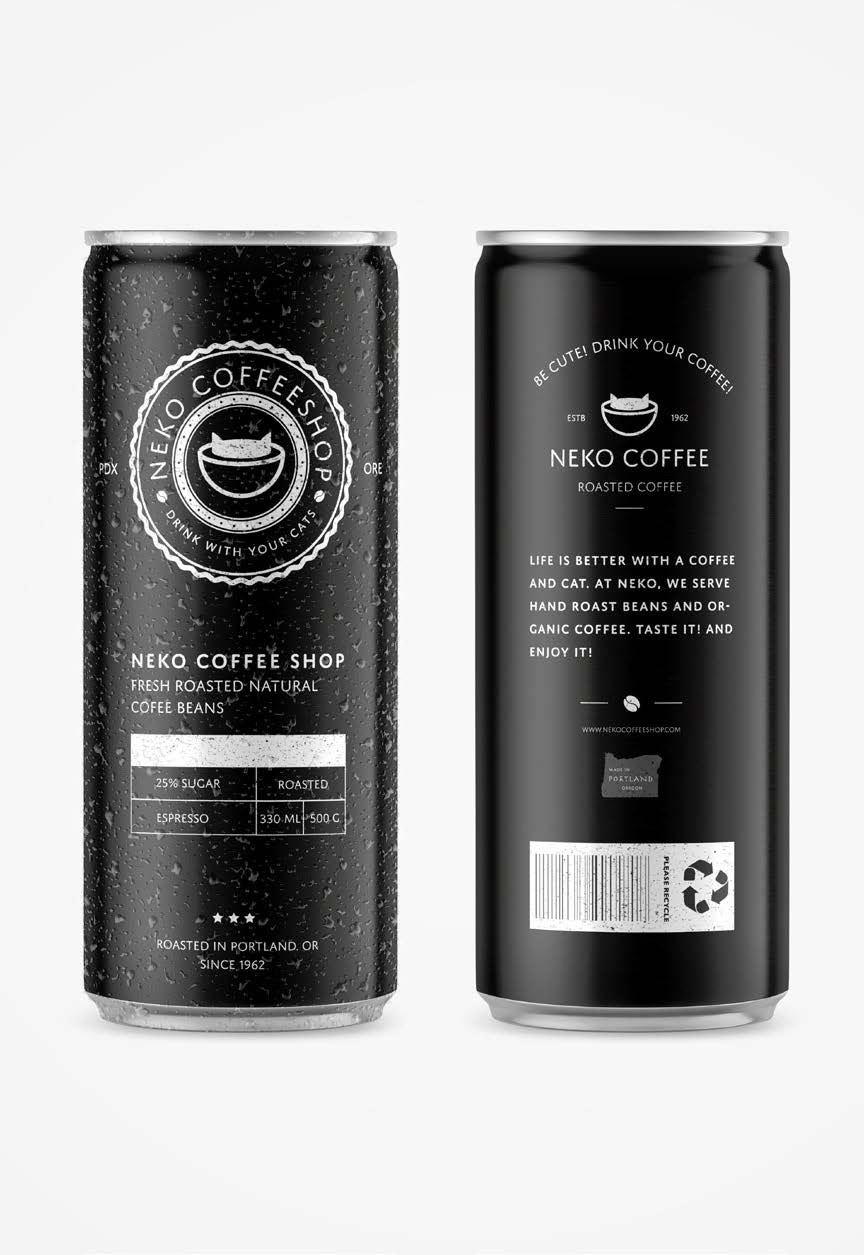 NEKO COFFEESHOP
PDX
ORE
DRINK WITH YOUR CATS
NEKO COFFEE SHOP
FRESH ROASTED NATURAL
COFEE BEANS
25% SUGAR
ROASTED
ESPRESSO
330 ML
500 G
ROASTED IN PORTLAND. OR
SINCE 1962
BE CUTE! DRINK YOUR COFFEE!
ESTB
1962
NEKO COFFEE
ROASTED COFFEE
LIFE IS BETTER WITH A COFFEE
AND CAT. AT NEKO, WE SERVE
HAND ROAST BEANS AND OR-
GANIC COFFEE. TASTE IT! AND
ENJOY IT!
WWW.NEKOCOFFEESHOP.COM
MADE IN
PORTLAND
OREGON
PLEASE RECYCLE